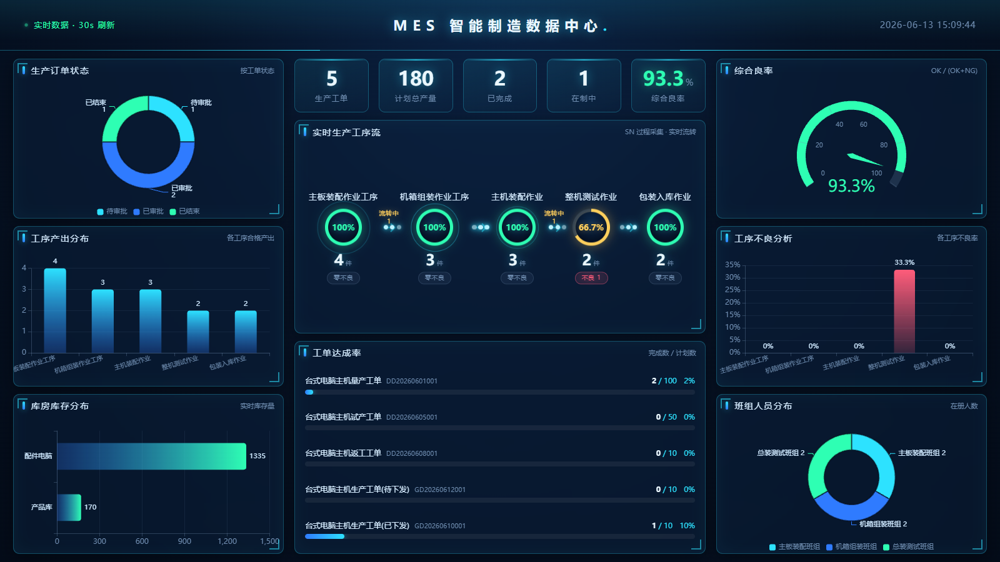 实时数据 · 30s 刷新
MES 智能制造数据中心.
2026-06-13 15:09:44
生产订单状态
按工单状态
已结束
1
待审批
1
已审批
2
待审批 已审批 已结束
5
生产工单
180
计划总产量
2
已完成
1
在制中
93.3%
综合良率
综合良率
OK / (OK+NG)
0
20
40
60
80
100
93.3%
实时生产工序流
SN 过程采集 · 实时流转
主板装配作业工序
100%
4 件
零不良
流转中
1
机箱组装作业工序
100%
3 件
零不良
主机装配作业
100%
3 件
零不良
流转中
1
整机测试作业
66.7%
2 件
不良 1
包装入库作业
100%
2 件
零不良
工序产出分布
各工序合格产出
4
3
2
1
0
4
3
3
2
2
板装配作业工序
机箱组装作业工序
主机装配作业
整机测试作业
包装入库作业
工序不良分析
各工序不良率
35%
30%
25%
20%
15%
10%
5%
0%
0%
0%
0%
33.3%
0%
主板装配作业工序
机箱组装作业工序
主机装配作业
整机测试作业
包装入库作业
工单达成率
完成数 / 计划数
台式电脑主机量产工单 DD20260601001 2 / 100 2%
台式电脑主机试产工单 DD20260605001 0 / 50 0%
台式电脑主机返工工单 DD20260608001 0 / 10 0%
台式电脑主机生产工单(待下发) GD20260612001 0 / 10 0%
台式电脑主机生产工单(已下发) GD20260610001 1 / 10 10%
库房库存分布
实时库存量
配件电脑
1335
产品库
170
0 300 600 900 1,200 1,500
班组人员分布
在册人数
总装测试班组 2
主板装配班组 2
机箱组装班组 2
主板装配班组 机箱组装班组 总装测试班组